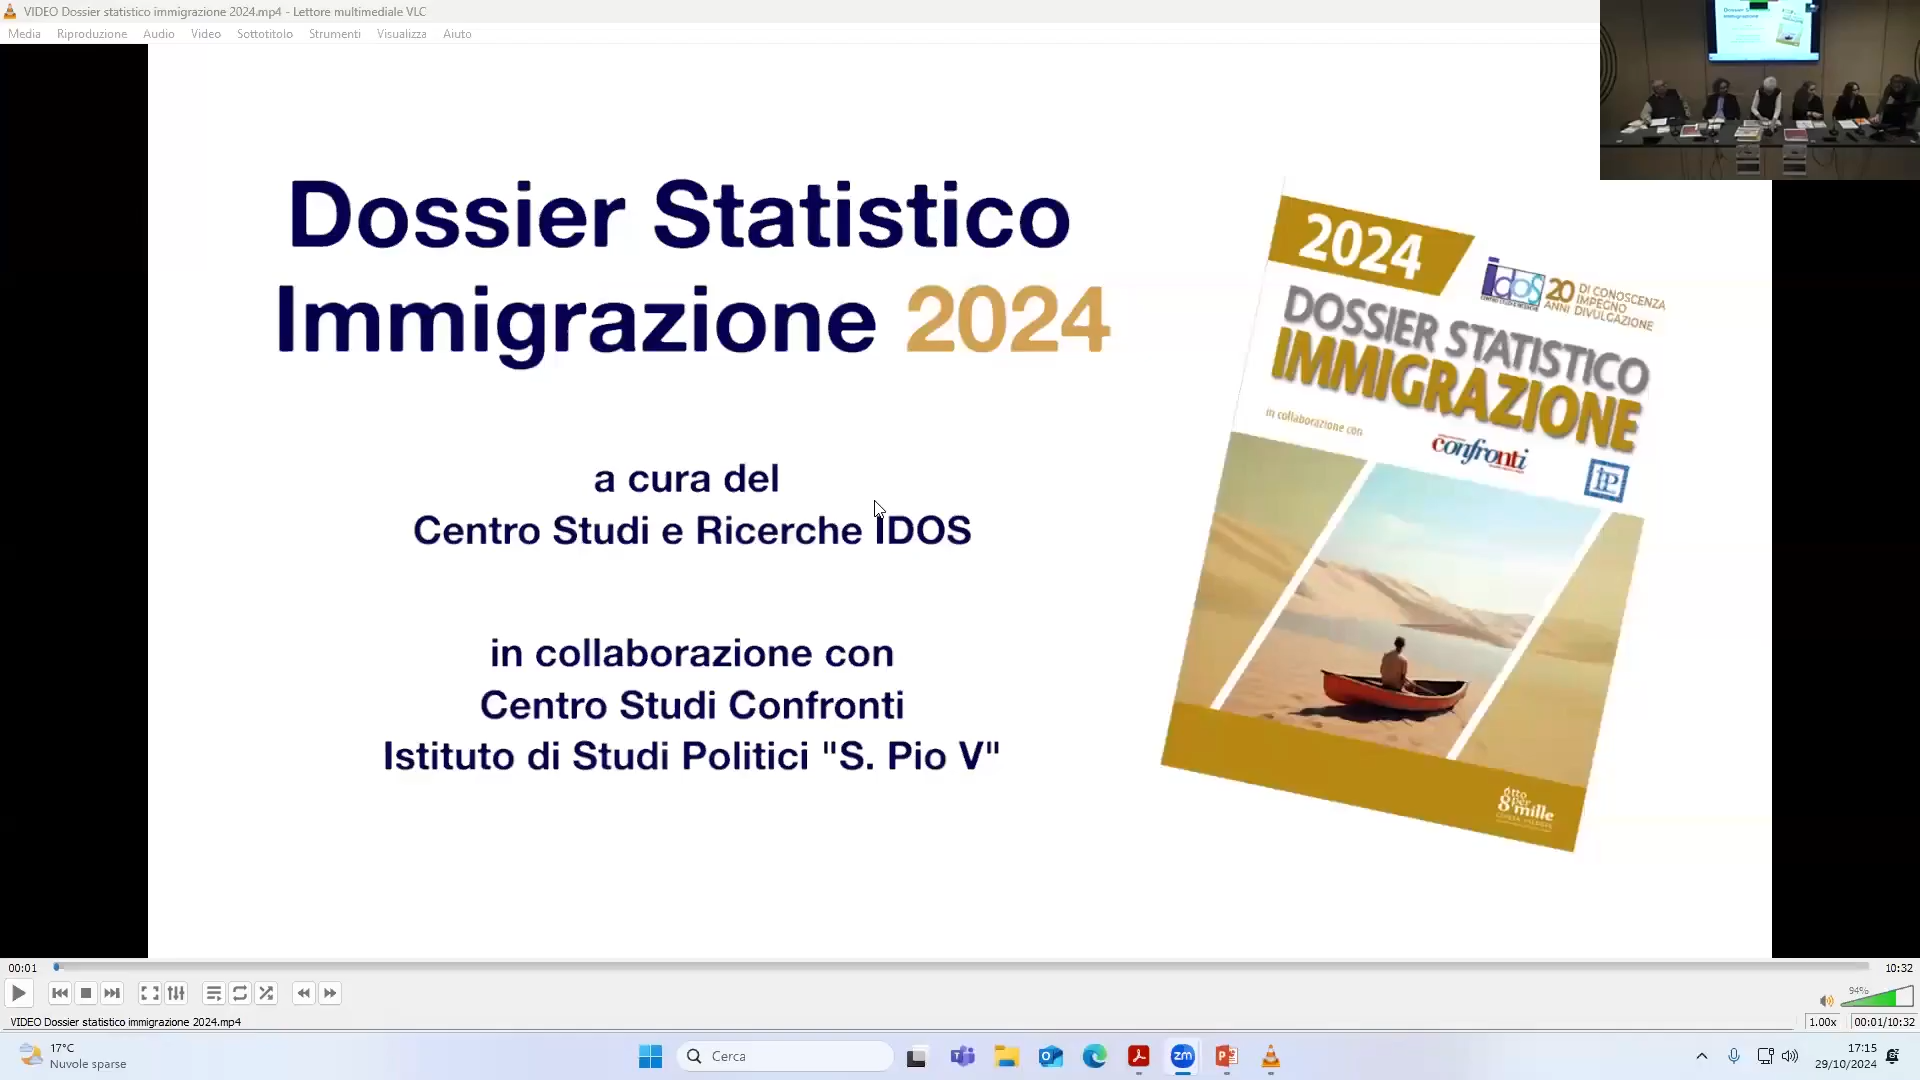 VIDEO Dossier statistico immigrazione 2024.mp4 - Lettore multimediale VLC
Media Riproduzione Audio Video Sottotitolo Strumenti Visualizza Aiuto
Dossier Statistico
Immigrazione 2024
a cura del
Centro Studi e Ricerche IDOS
in collaborazione con
Centro Studi Confronti
Istituto di Studi Politici "S. Pio V"
2024
idos
20 DI CONOSCENZA
IMPEGNO
ANNI DIVULGAZIONE
DOSSIER STATISTICO
IMMIGRAZIONE
in collaborazione con
confronti
otto
per
8 mille
00:01
10:32
94%
VIDEO Dossier statistico immigrazione 2024.mp4
1.00x
00:01/10:32
17°C
Nuvole sparse
Cerca
zm
17:15
29/10/2024